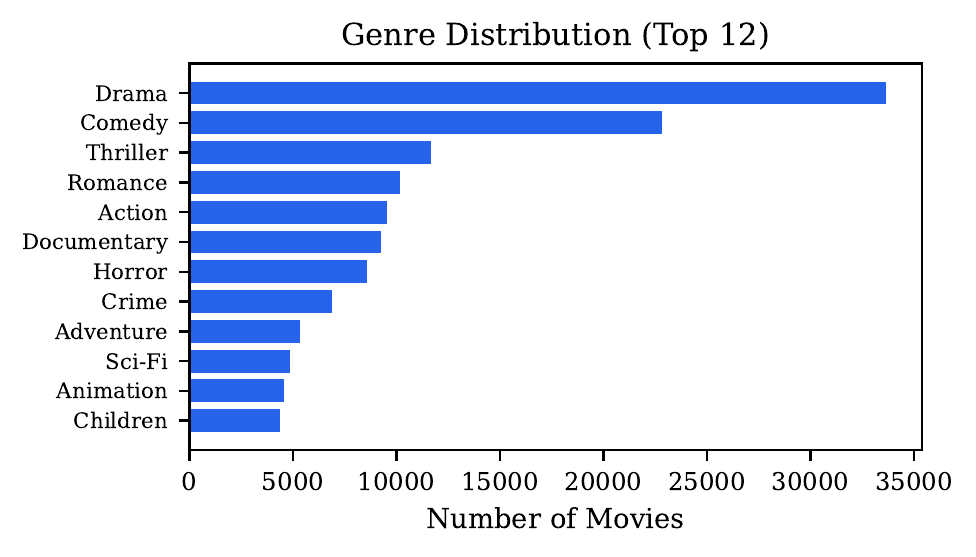 Genre Distribution (Top 12)
Drama
Comedy
Thriller
Romance
Action
Documentary
Horror
Crime
Adventure
Sci-Fi
Animation
Children
0 5000 10000 15000 20000 25000 30000 35000
Number of Movies